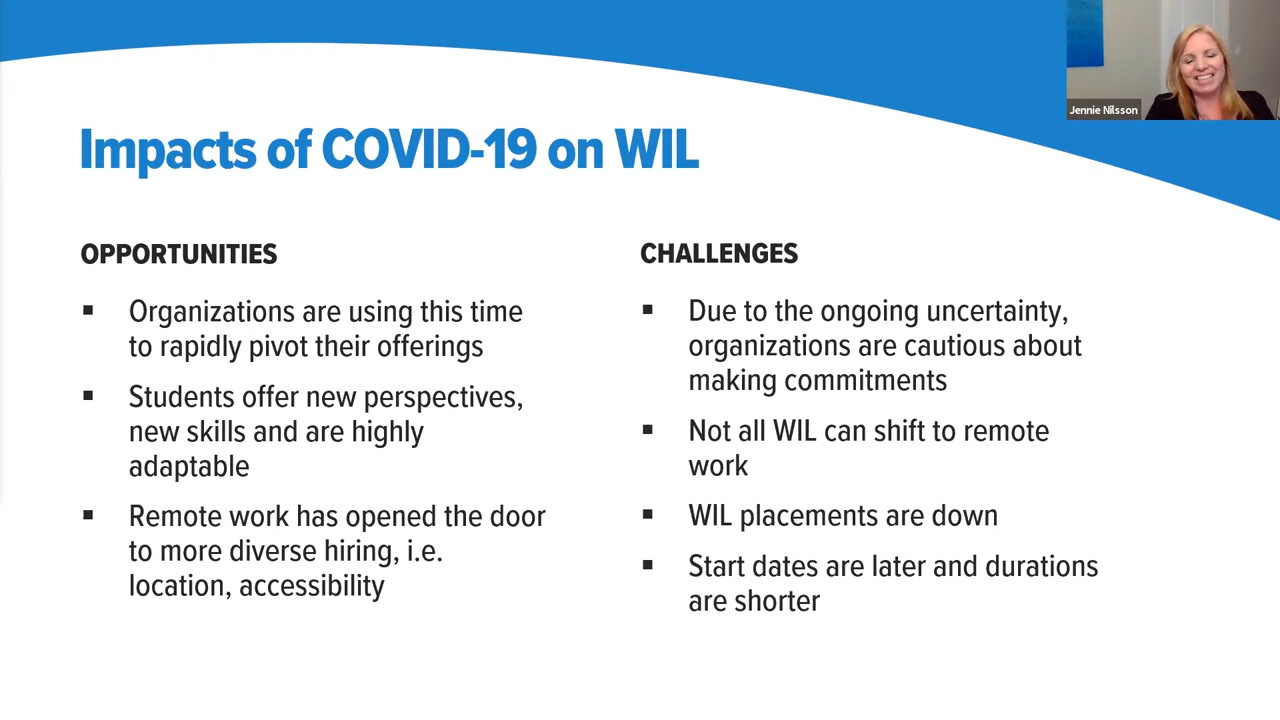 Jennie Nilsson
Impacts of COVID-19 on WIL
OPPORTUNITIES
▪ Organizations are using this time
to rapidly pivot their offerings
▪ Students offer new perspectives,
new skills and are highly
adaptable
▪ Remote work has opened the door
to more diverse hiring, i.e.
location, accessibility
CHALLENGES
▪ Due to the ongoing uncertainty,
organizations are cautious about
making commitments
▪ Not all WIL can shift to remote
work
▪ WIL placements are down
▪ Start dates are later and durations
are shorter